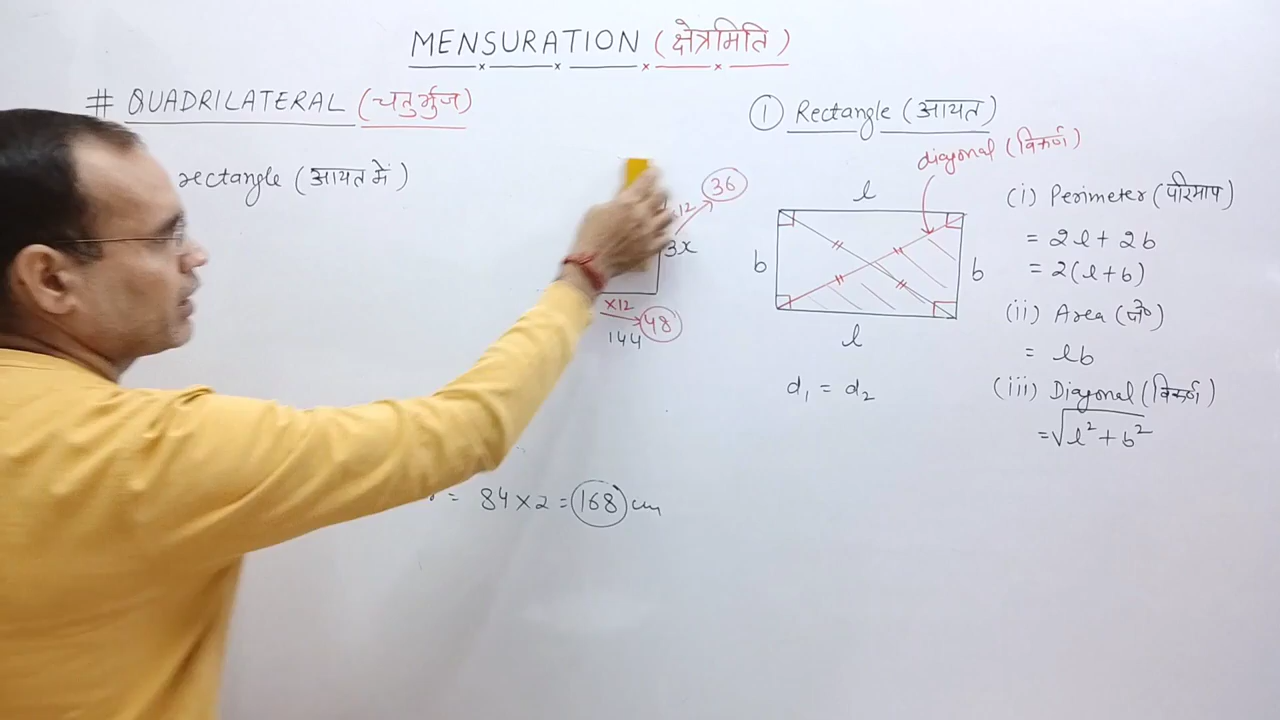 MENSURATION (क्षेत्रमिति)
# QUADRILATERAL (चतुर्भुज)
rectangle (आयत में)
36
12
3x
×12
48
144
= 84×2 = 168 cm
① Rectangle (आयत)
diagonal (विकर्ण)
l
b
b
l
d₁ = d₂
(i) Perimeter (परिमाप)
= 2l + 2b
= 2(l+b)
(ii) Area (क्षे०)
= lb
(iii) Diagonal (विकर्ण)
=√l²+b²